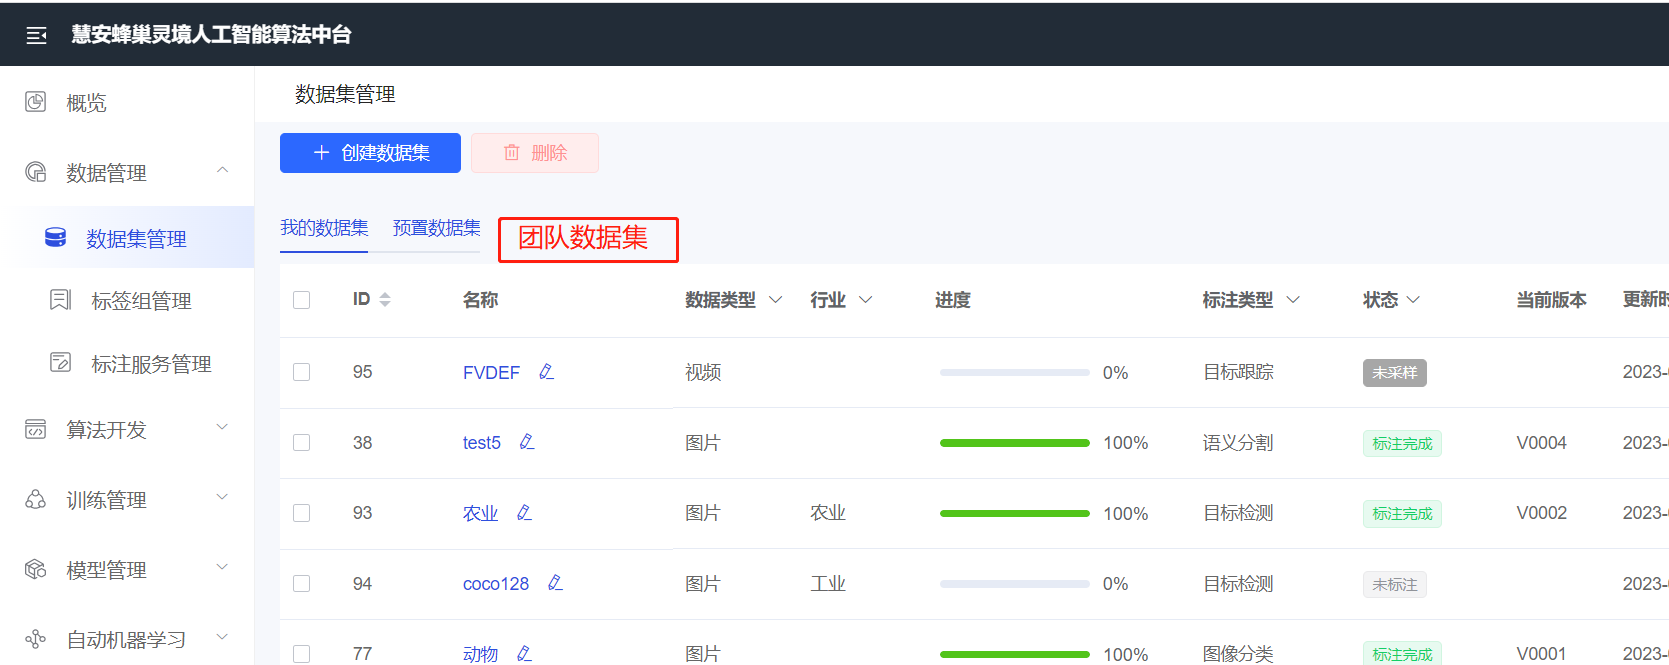 慧安蜂巢灵境人工智能算法中台
概览
数据管理
数据集管理
标签组管理
标注服务管理
算法开发
训练管理
模型管理
自动机器学习
数据集管理
创建数据集 删除
我的数据集 预置数据集 团队数据集
ID 名称 数据类型 行业 进度 标注类型 状态 当前版本 更新时
95 FVDEF 视频 0% 目标跟踪 未采样 2023-
38 test5 图片 100% 语义分割 标注完成 V0004 2023-
93 农业 图片 农业 100% 目标检测 标注完成 V0002 2023-
94 coco128 图片 工业 0% 目标检测 未标注 2023-
77 动物 图片 100% 图像分类 标注完成 V0001 2023-